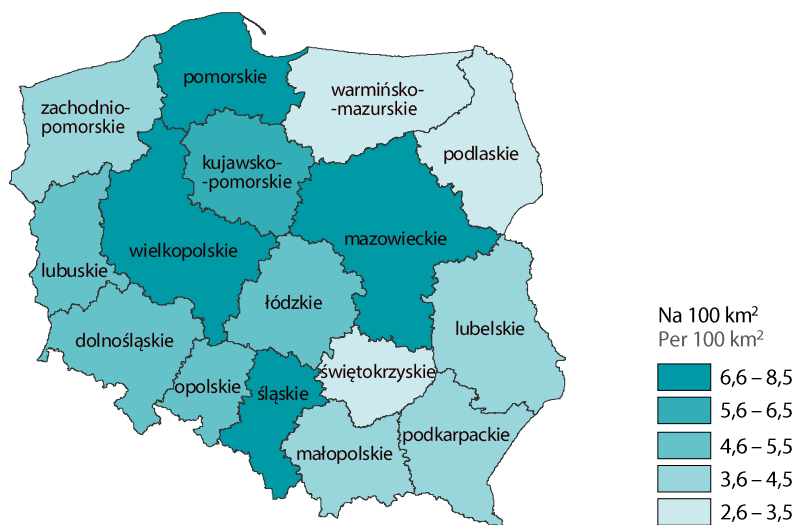 pomorskie
warmińsko-
-mazurskie
zachodnio-
pomorskie
podlaskie
kujawsko-
-pomorskie
mazowieckie
wielkopolskie
lubuskie
łódzkie
lubelskie
dolnośląskie
świętokrzyskie
opolskie
śląskie
podkarpackie
małopolskie
Na 100 km²
Per 100 km²
6,6 – 8,5
5,6 – 6,5
4,6 – 5,5
3,6 – 4,5
2,6 – 3,5